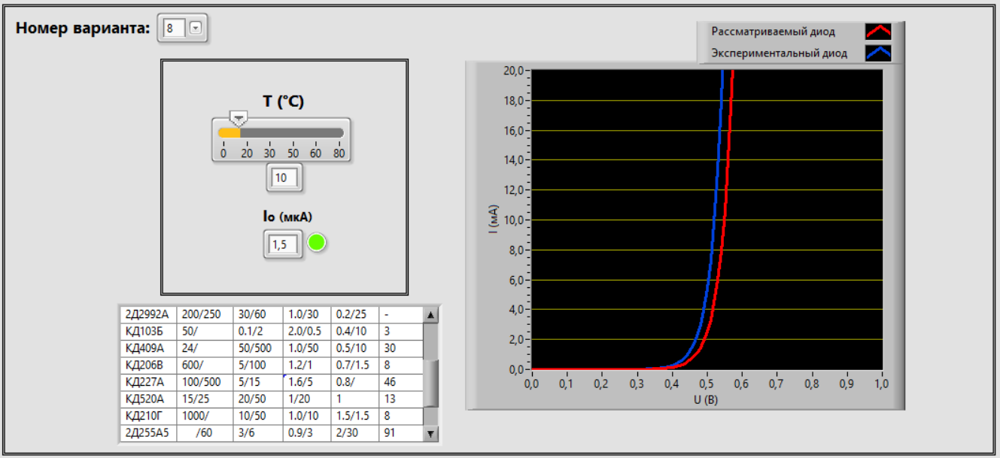 Номер варианта: 8
Рассматриваемый диод
Экспериментальный диод
T (°C)
0 20 30 50 60 80
10
Iо (мкА)
1,5
2Д2992А 200/250 30/60 1.0/30 0.2/25 -
КД103Б 50/ 0.1/2 2.0/0.5 0.4/10 3
КД409А 24/ 50/500 1.0/50 0.5/10 30
КД206В 600/ 5/100 1.2/1 0.7/1.5 8
КД227А 100/500 5/15 1.6/5 0.8/ 46
КД520А 15/25 20/50 1/20 1 13
КД210Г 1000/ 10/50 1.0/10 1.5/1.5 8
2Д255А5 /60 3/6 0.9/3 2/30 91
I (мА)
20,0
18,0
16,0
14,0
12,0
10,0
8,0
6,0
4,0
2,0
0,0
0,0 0,1 0,2 0,3 0,4 0,5 0,6 0,7 0,8 0,9 1,0
U (В)